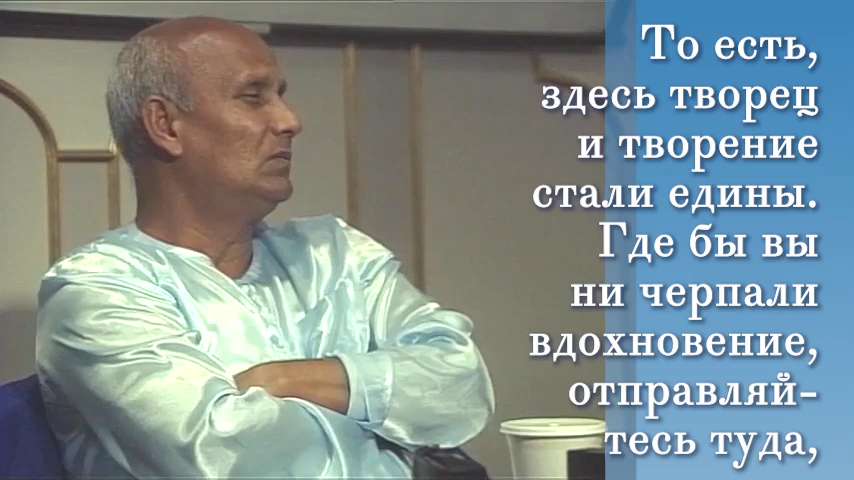 То есть,
здесь творец
и творение
стали едины.
Где бы вы
ни черпали
вдохновение,
отправляй-
тесь туда,